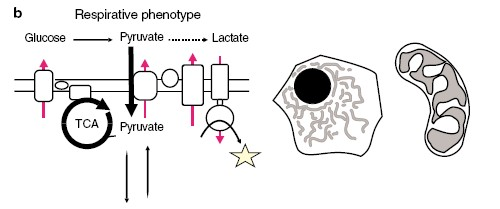 b
Respirative phenotype
Glucose Pyruvate Lactate
TCA
Pyruvate